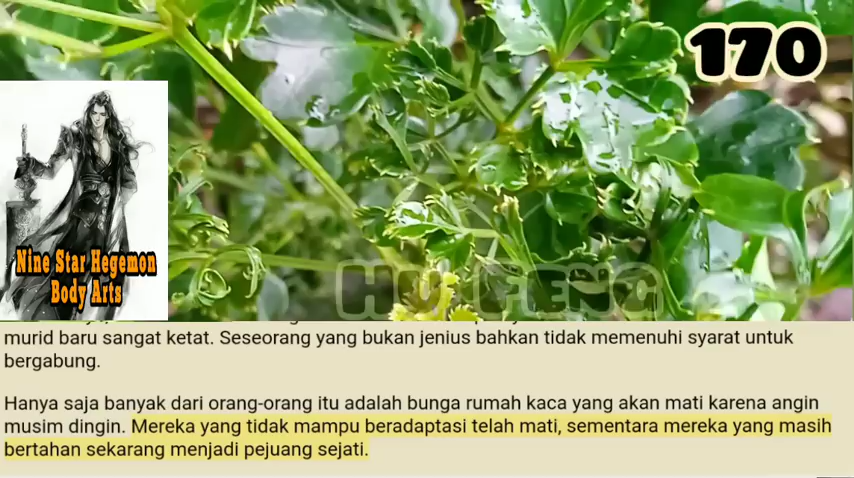 170
Nine Star Hegemon
Body Arts
HUIFENG
murid baru sangat ketat. Seseorang yang bukan jenius bahkan tidak memenuhi syarat untuk
bergabung.
Hanya saja banyak dari orang-orang itu adalah bunga rumah kaca yang akan mati karena angin
musim dingin. Mereka yang tidak mampu beradaptasi telah mati, sementara mereka yang masih
bertahan sekarang menjadi pejuang sejati.